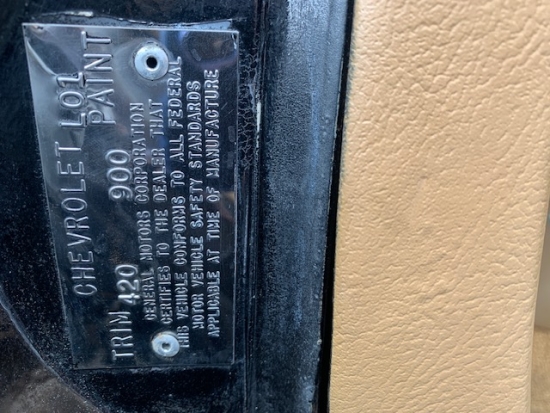 CHEVROLET L01
PAINT
TRIM 420 900
GENERAL MOTORS CORPORATION
CERTIFIES TO THE DEALER THAT
THIS VEHICLE CONFORMS TO ALL FEDERAL
MOTOR VEHICLE SAFETY STANDARDS
APPLICABLE AT TIME OF MANUFACTURE